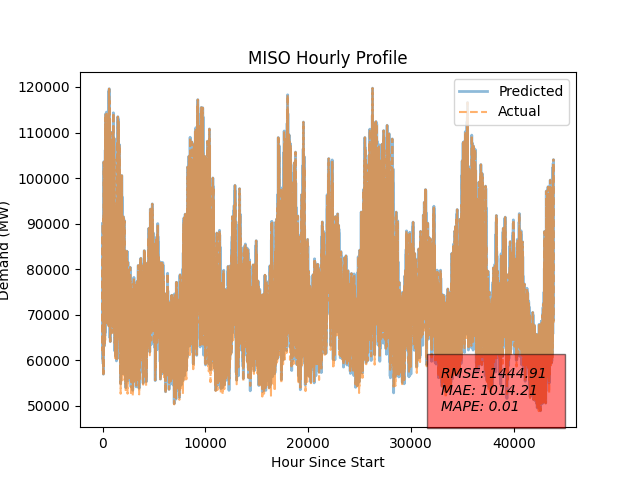 MISO Hourly Profile
Predicted
Actual
120000
110000
100000
90000
80000
70000
60000
50000
Demand (MW)
RMSE: 1444.91
MAE: 1014.21
MAPE: 0.01
0
10000
20000
30000
40000
Hour Since Start